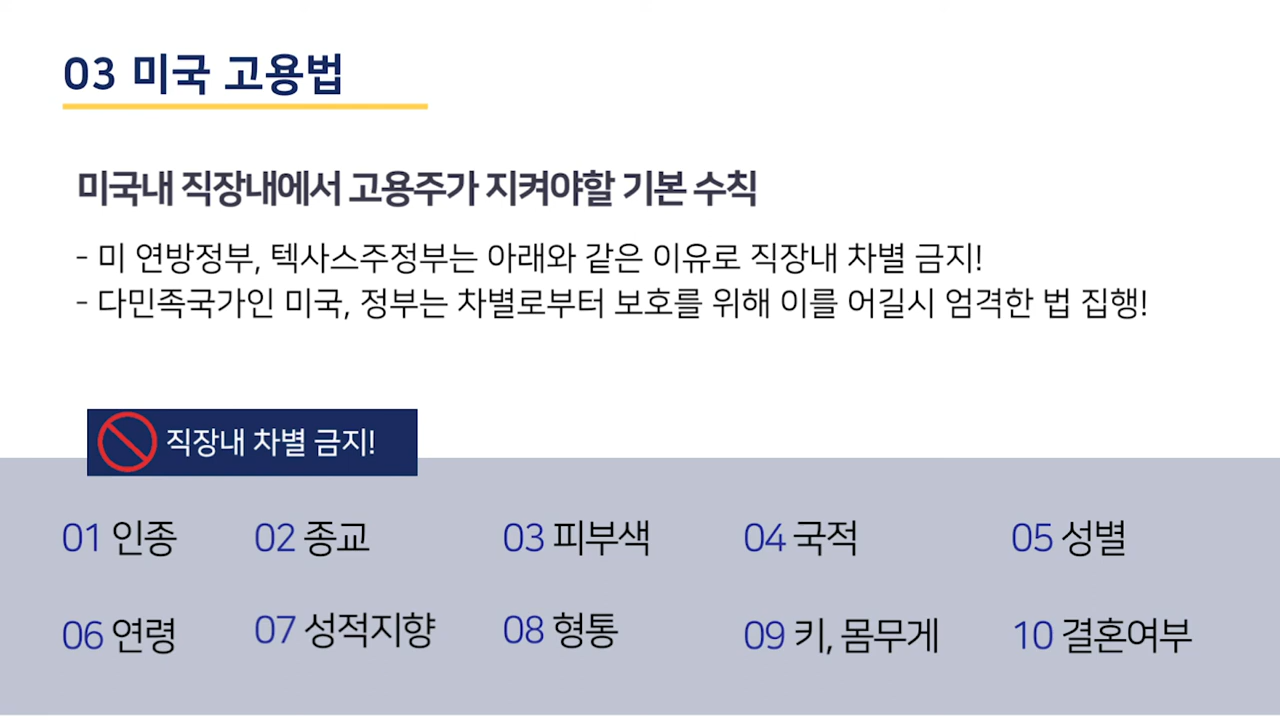 03 미국 고용법
미국내 직장내에서 고용주가 지켜야할 기본 수칙
- 미 연방정부, 텍사스주정부는 아래와 같은 이유로 직장내 차별 금지!
- 다민족국가인 미국, 정부는 차별로부터 보호를 위해 이를 어길시 엄격한 법 집행!
직장내 차별 금지!
01 인종 02 종교 03 피부색 04 국적 05 성별
06 연령 07 성적지향 08 형통 09 키, 몸무게 10 결혼여부